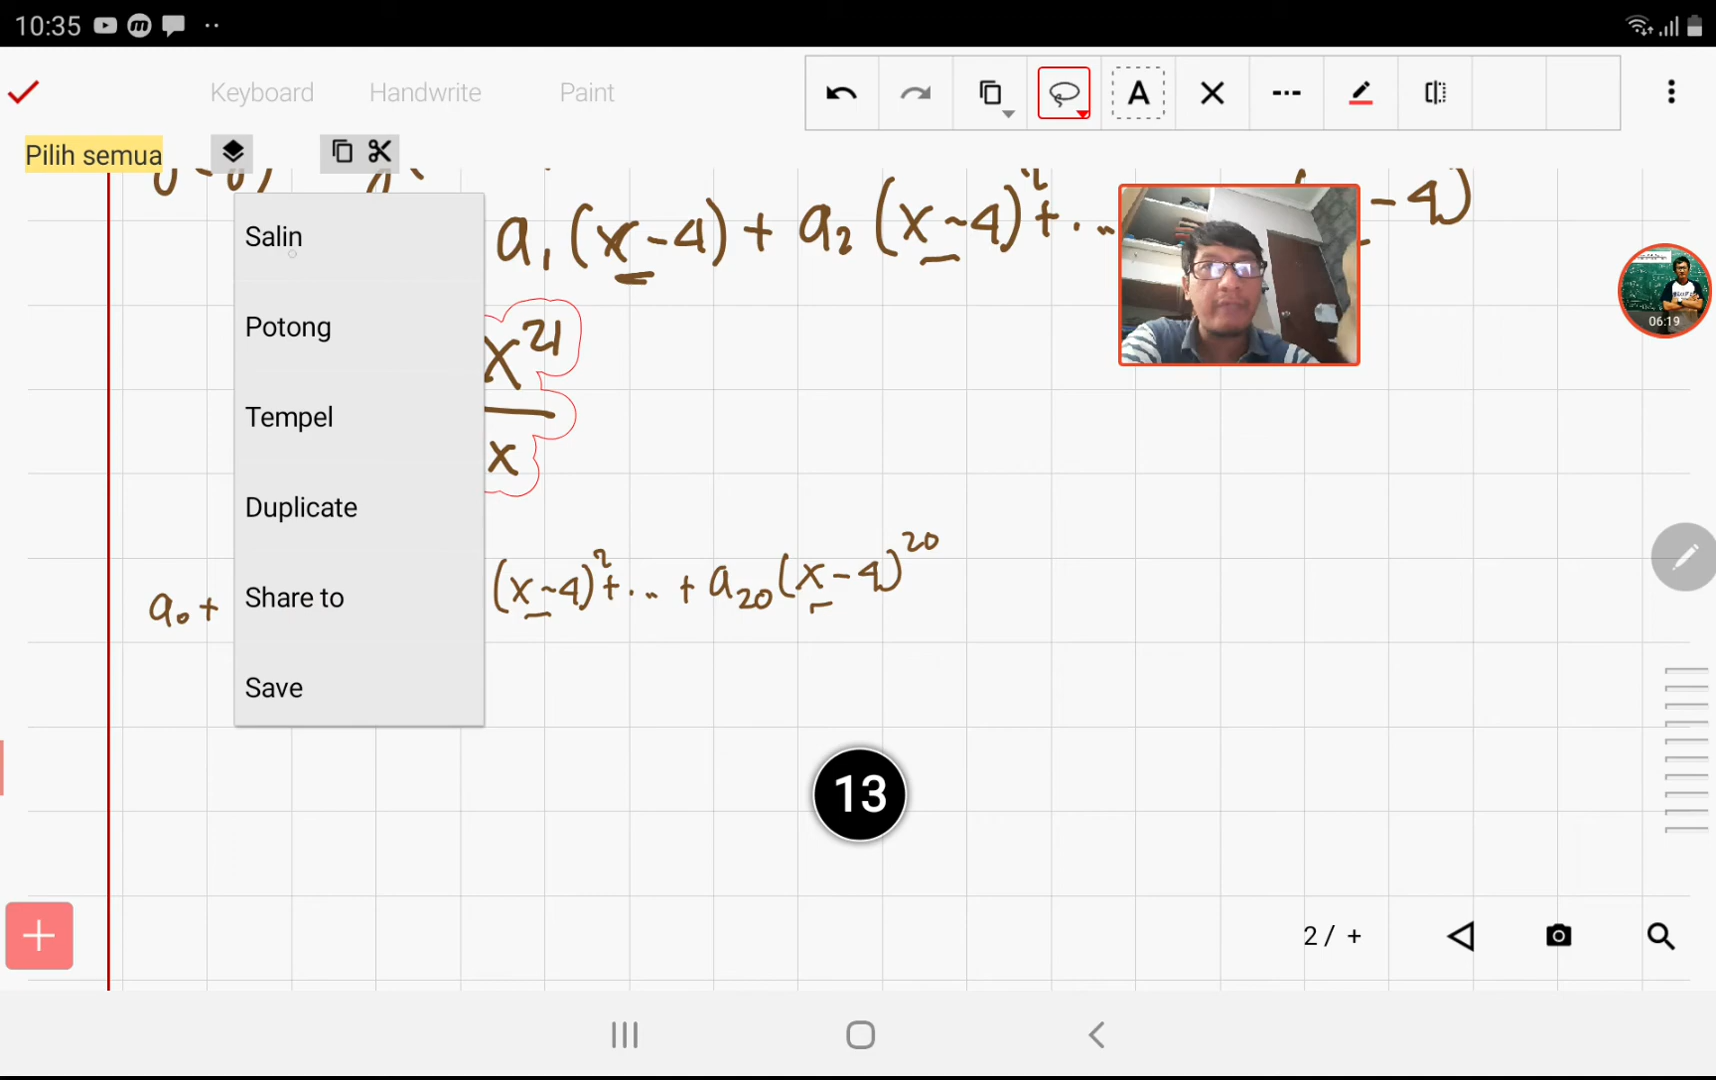 10:35
Keyboard Handwrite Paint
A
Pilih semua
Salin
Potong
Tempel
Duplicate
Share to
Save
a₁(x-4) + a₂(x-4)² + ... -4)
06:19
x²¹
x
a₀ + (x-4)² + ... + a₂₀(x-4)²⁰
13
2 / +